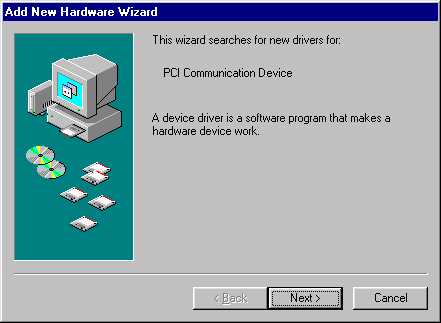 Add New Hardware Wizard
This wizard searches for new drivers for:
PCI Communication Device
A device driver is a software program that makes a
hardware device work.
< Back
Next >
Cancel